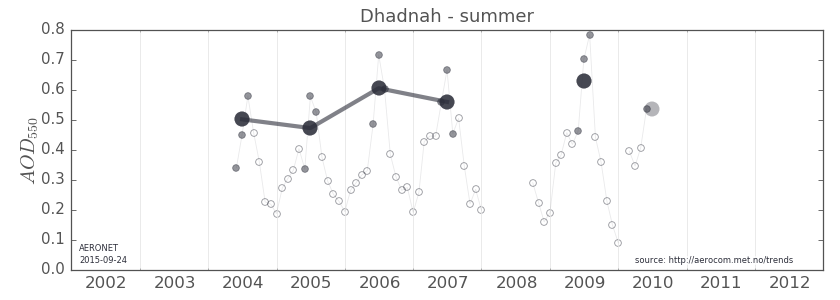 Dhadnah - summer
AOD550
0.8
0.7
0.6
0.5
0.4
0.3
0.2
0.1
0.0
AERONET
2015-09-24
source: http://aerocom.met.no/trends
2002 2003 2004 2005 2006 2007 2008 2009 2010 2011 2012